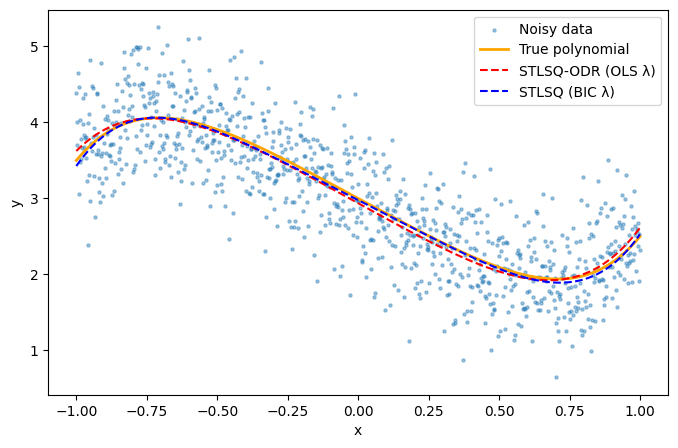 Noisy data
True polynomial
STLSQ-ODR (OLS λ)
STLSQ (BIC λ)
5
4
3
2
1
y
−1.00 −0.75 −0.50 −0.25 0.00 0.25 0.50 0.75 1.00
x